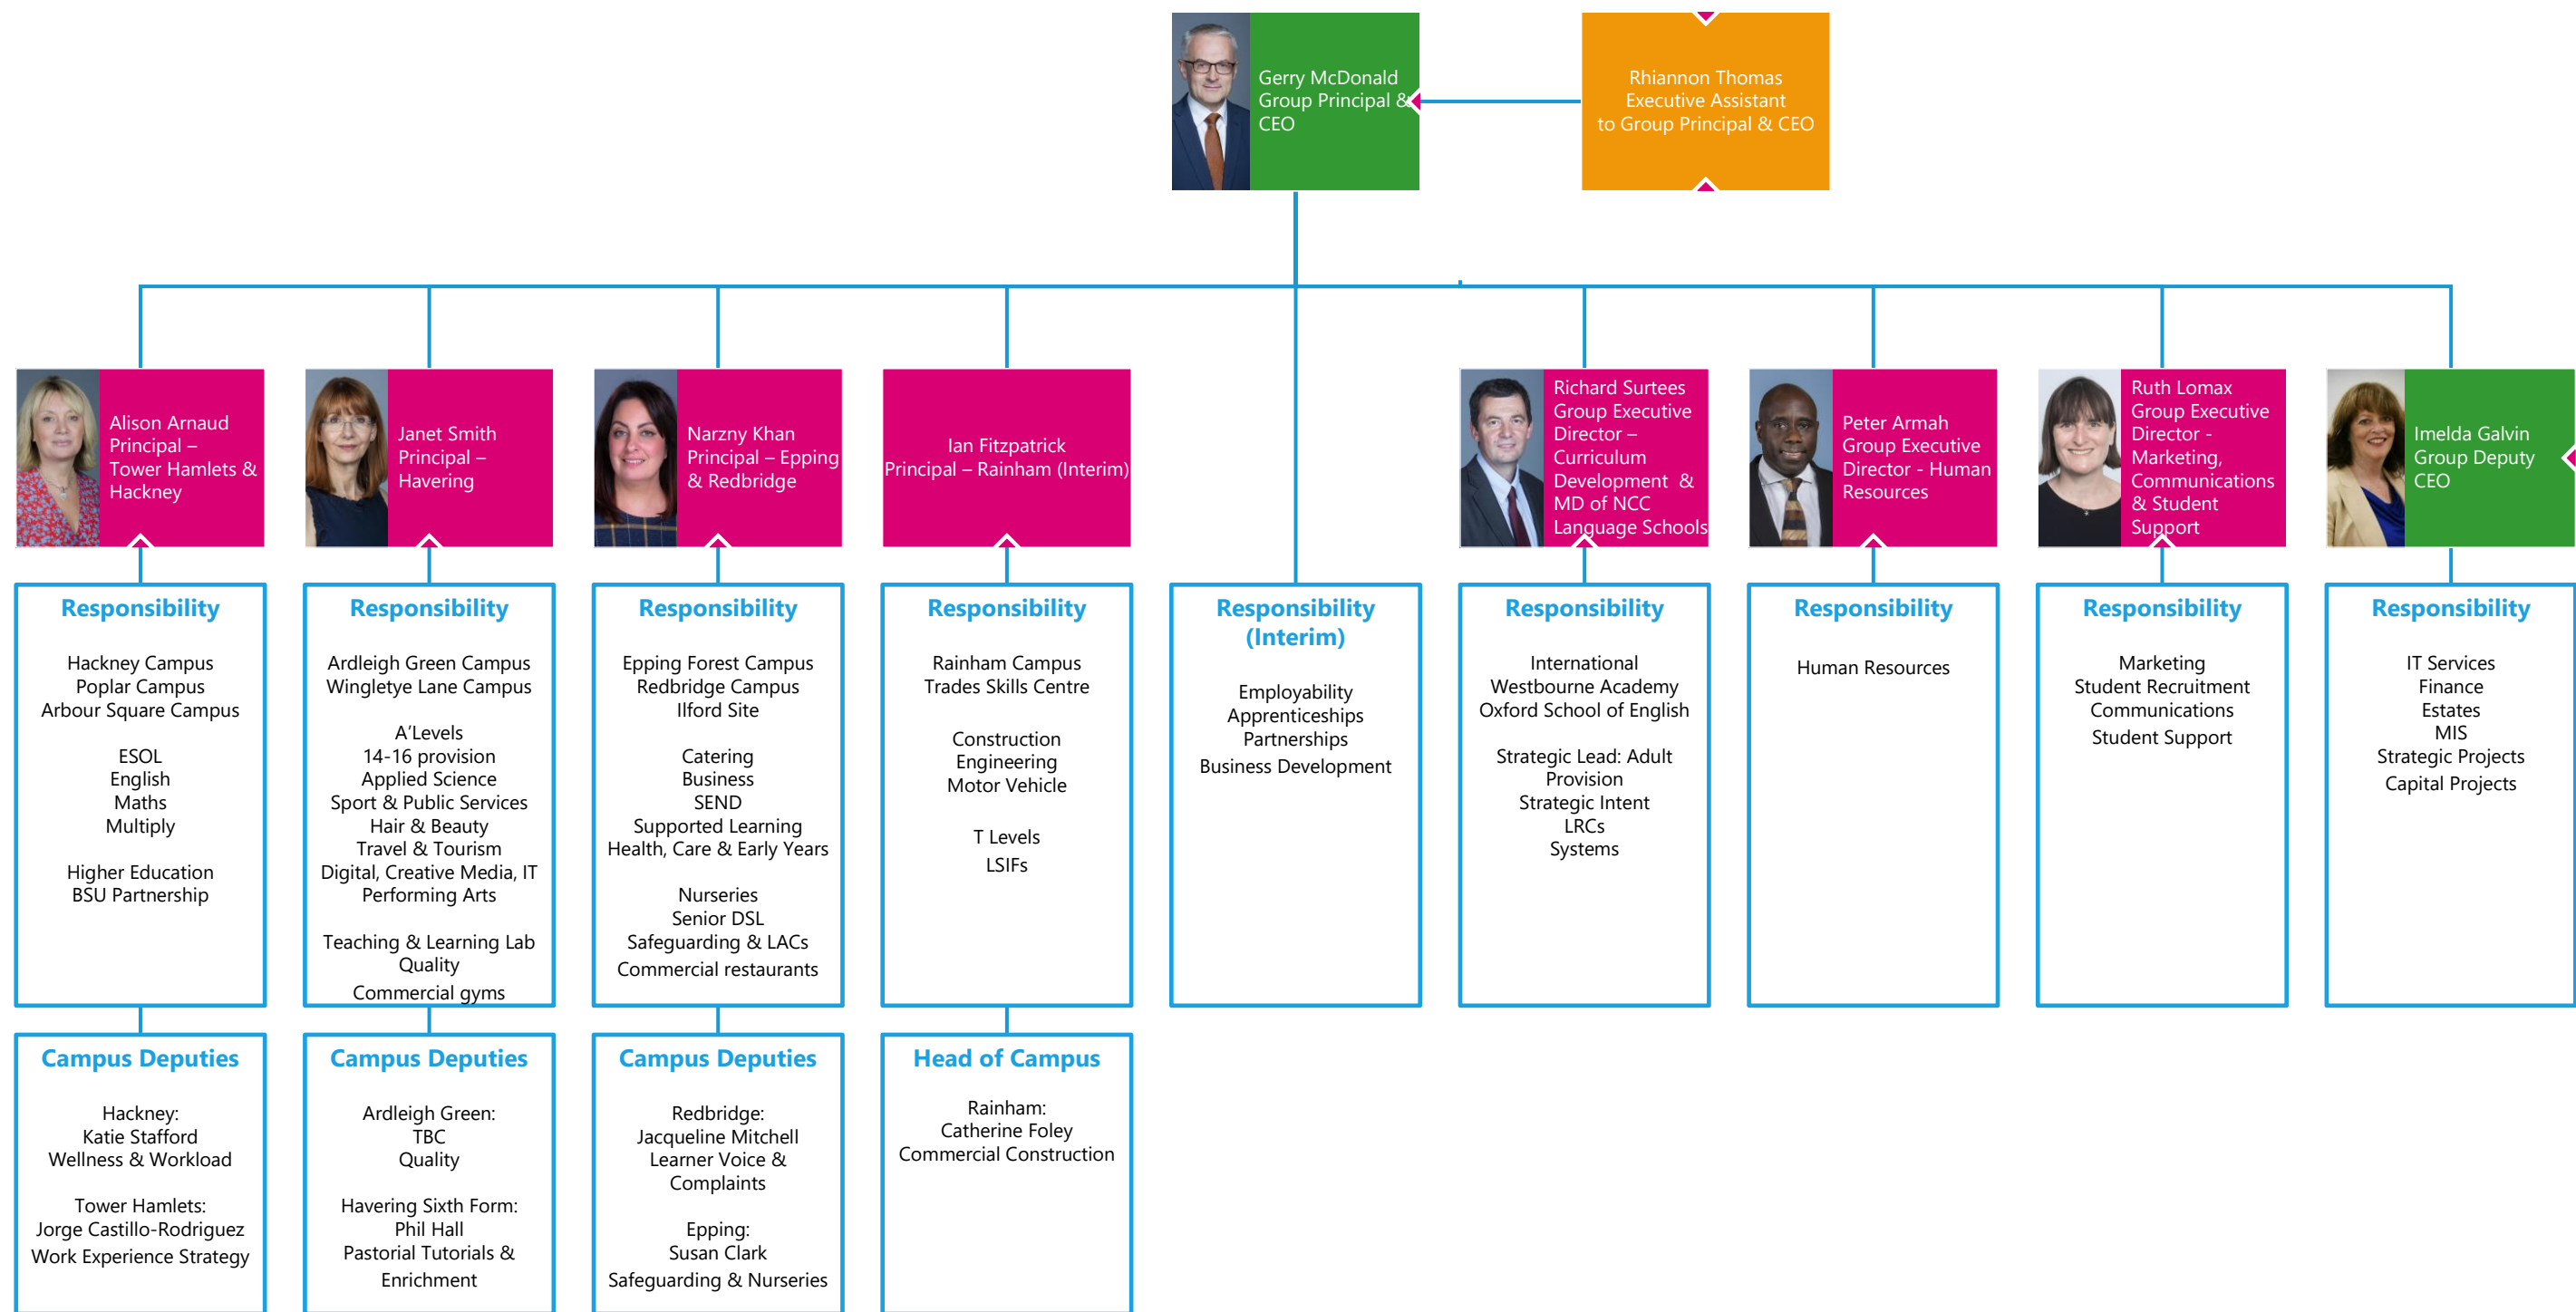 Gerry McDonald
Group Principal &
CEO
Rhiannon Thomas
Executive Assistant
to Group Principal & CEO
Alison Arnaud
Principal –
Tower Hamlets &
Hackney
Janet Smith
Principal –
Havering
Narzny Khan
Principal – Epping
& Redbridge
Ian Fitzpatrick
Principal – Rainham (Interim)
Richard Surtees
Group Executive
Director –
Curriculum
Development &
MD of NCC
Language Schools
Peter Armah
Group Executive
Director - Human
Resources
Ruth Lomax
Group Executive
Director -
Marketing,
Communications
& Student
Support
Imelda Galvin
Group Deputy
CEO
Responsibility
Hackney Campus
Poplar Campus
Arbour Square Campus
ESOL
English
Maths
Multiply
Higher Education
BSU Partnership
Responsibility
Ardleigh Green Campus
Wingletye Lane Campus
A'Levels
14-16 provision
Applied Science
Sport & Public Services
Hair & Beauty
Travel & Tourism
Digital, Creative Media, IT
Performing Arts
Teaching & Learning Lab
Quality
Commercial gyms
Responsibility
Epping Forest Campus
Redbridge Campus
Ilford Site
Catering
Business
SEND
Supported Learning
Health, Care & Early Years
Nurseries
Senior DSL
Safeguarding & LACs
Commercial restaurants
Responsibility
Rainham Campus
Trades Skills Centre
Construction
Engineering
Motor Vehicle
T Levels
LSIFs
Responsibility
(Interim)
Employability
Apprenticeships
Partnerships
Business Development
Responsibility
International
Westbourne Academy
Oxford School of English
Strategic Lead: Adult
Provision
Strategic Intent
LRCs
Systems
Responsibility
Human Resources
Responsibility
Marketing
Student Recruitment
Communications
Student Support
Responsibility
IT Services
Finance
Estates
MIS
Strategic Projects
Capital Projects
Campus Deputies
Hackney:
Katie Stafford
Wellness & Workload
Tower Hamlets:
Jorge Castillo-Rodriguez
Work Experience Strategy
Campus Deputies
Ardleigh Green:
TBC
Quality
Havering Sixth Form:
Phil Hall
Pastorial Tutorials &
Enrichment
Campus Deputies
Redbridge:
Jacqueline Mitchell
Learner Voice &
Complaints
Epping:
Susan Clark
Safeguarding & Nurseries
Head of Campus
Rainham:
Catherine Foley
Commercial Construction